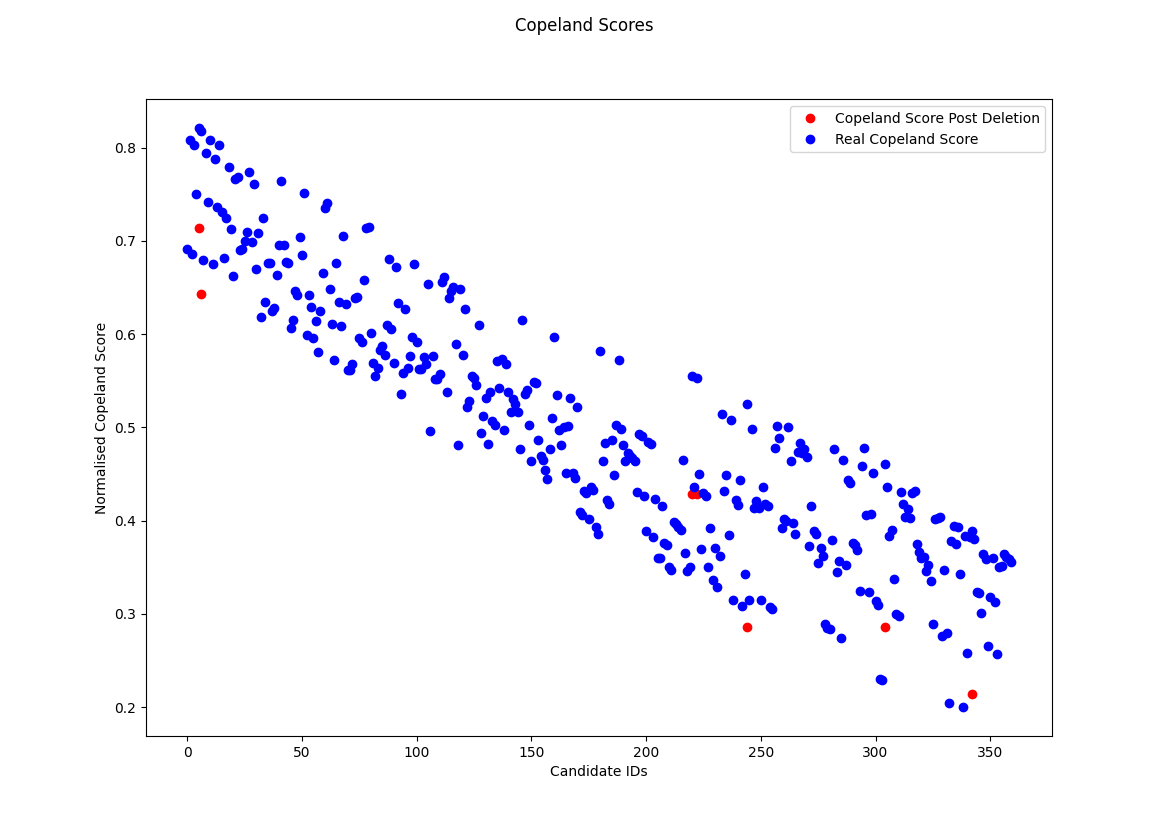 Copeland Scores
Copeland Score Post Deletion
Real Copeland Score
Normalised Copeland Score
0.8
0.7
0.6
0.5
0.4
0.3
0.2
0 50 100 150 200 250 300 350
Candidate IDs